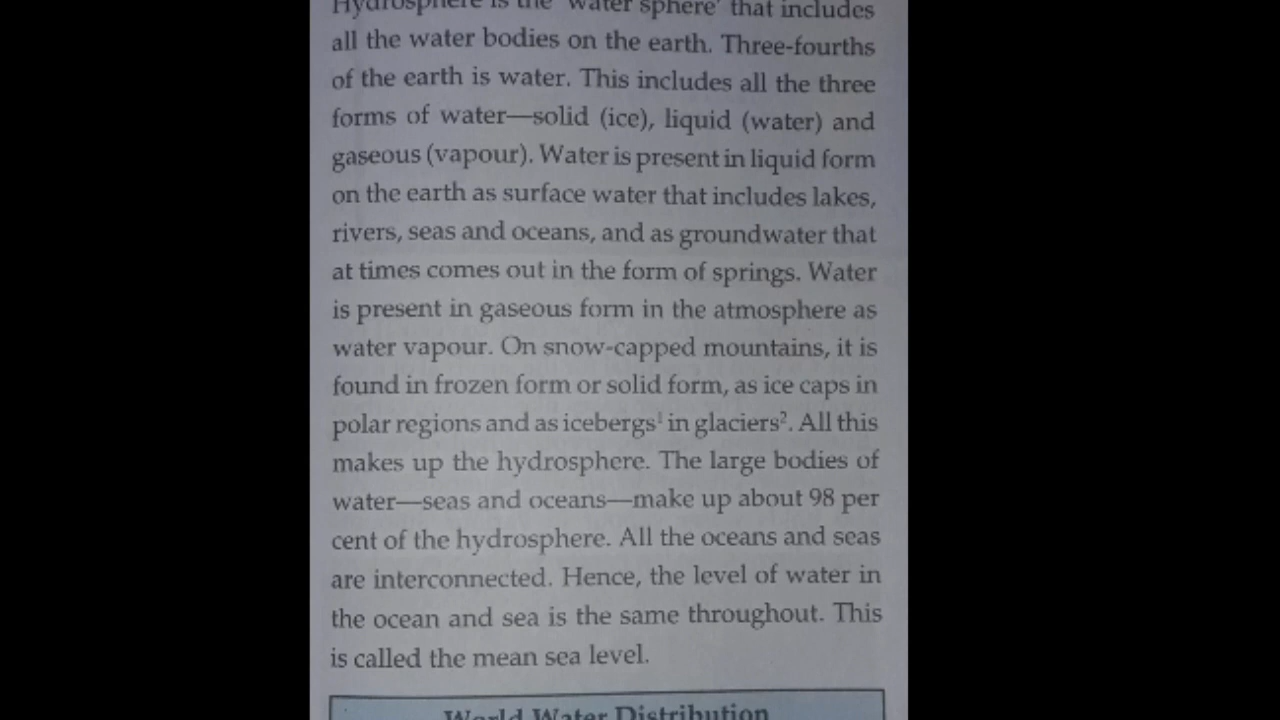 Hydrosphere is the 'water sphere' that includes
all the water bodies on the earth. Three-fourths
of the earth is water. This includes all the three
forms of water—solid (ice), liquid (water) and
gaseous (vapour). Water is present in liquid form
on the earth as surface water that includes lakes,
rivers, seas and oceans, and as groundwater that
at times comes out in the form of springs. Water
is present in gaseous form in the atmosphere as
water vapour. On snow-capped mountains, it is
found in frozen form or solid form, as ice caps in
polar regions and as icebergs¹ in glaciers². All this
makes up the hydrosphere. The large bodies of
water—seas and oceans—make up about 98 per
cent of the hydrosphere. All the oceans and seas
are interconnected. Hence, the level of water in
the ocean and sea is the same throughout. This
is called the mean sea level.
World Water Distribution